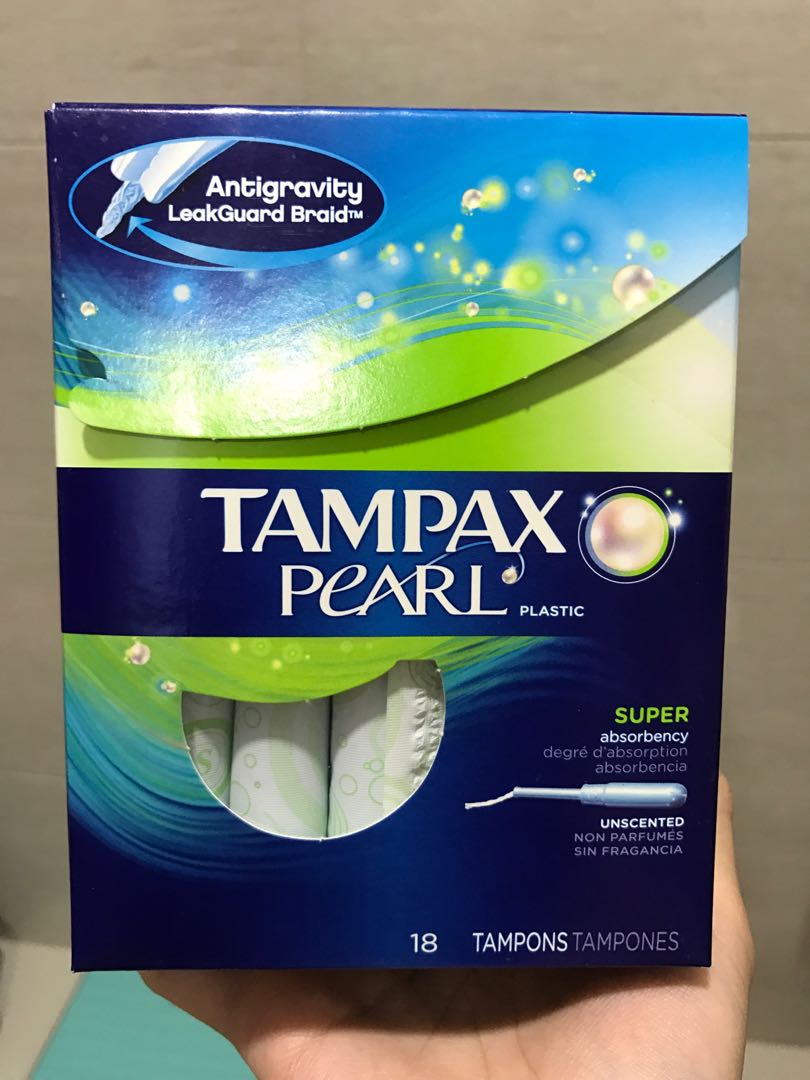 Antigravity
LeakGuard Braid™
TAMPAX
PEARL
PLASTIC
SUPER
absorbency
degré d'absorption
absorbencia
UNSCENTED
NON PARFUMÉS
SIN FRAGANCIA
18 TAMPONS TAMPONES
S